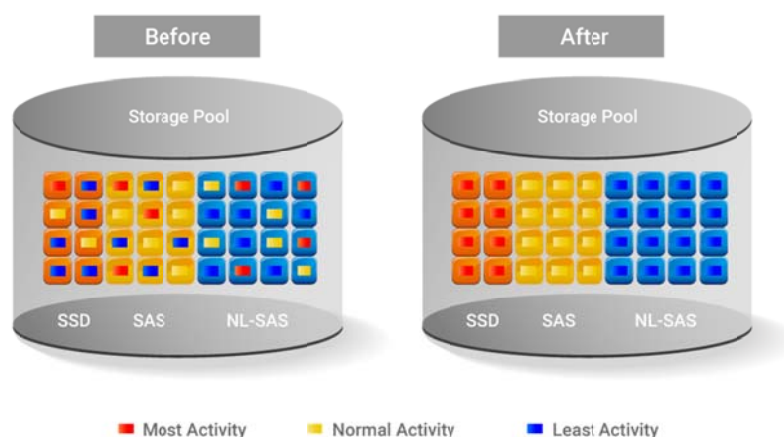 Before After
Storage Pool Storage Pool
SSD SAS NL-SAS SSD SAS NL-SAS
Most Activity Normal Activity Least Activity